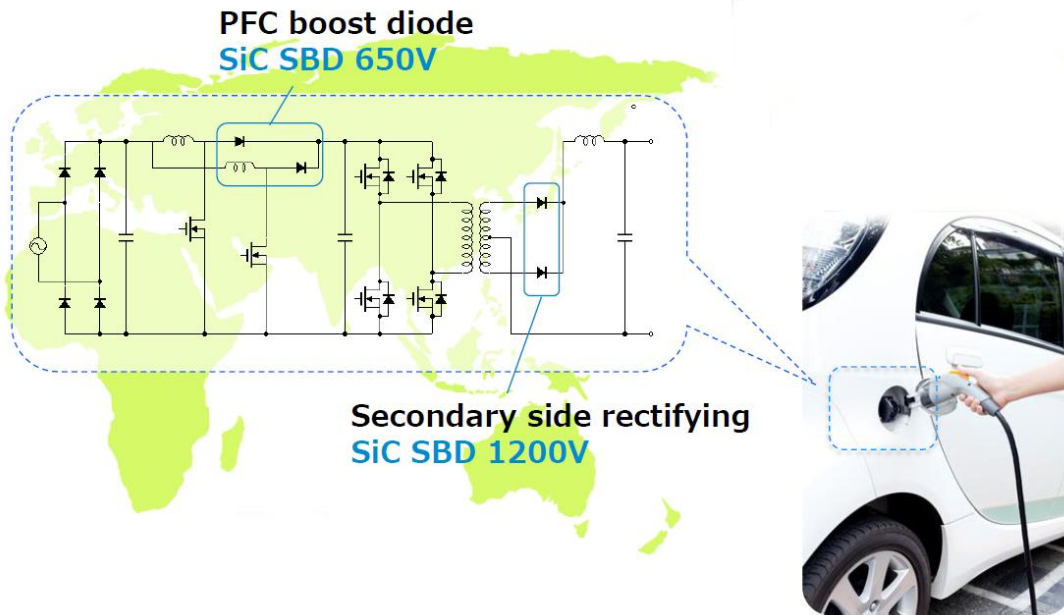 PFC boost diode
SiC SBD 650V
Secondary side rectifying
SiC SBD 1200V